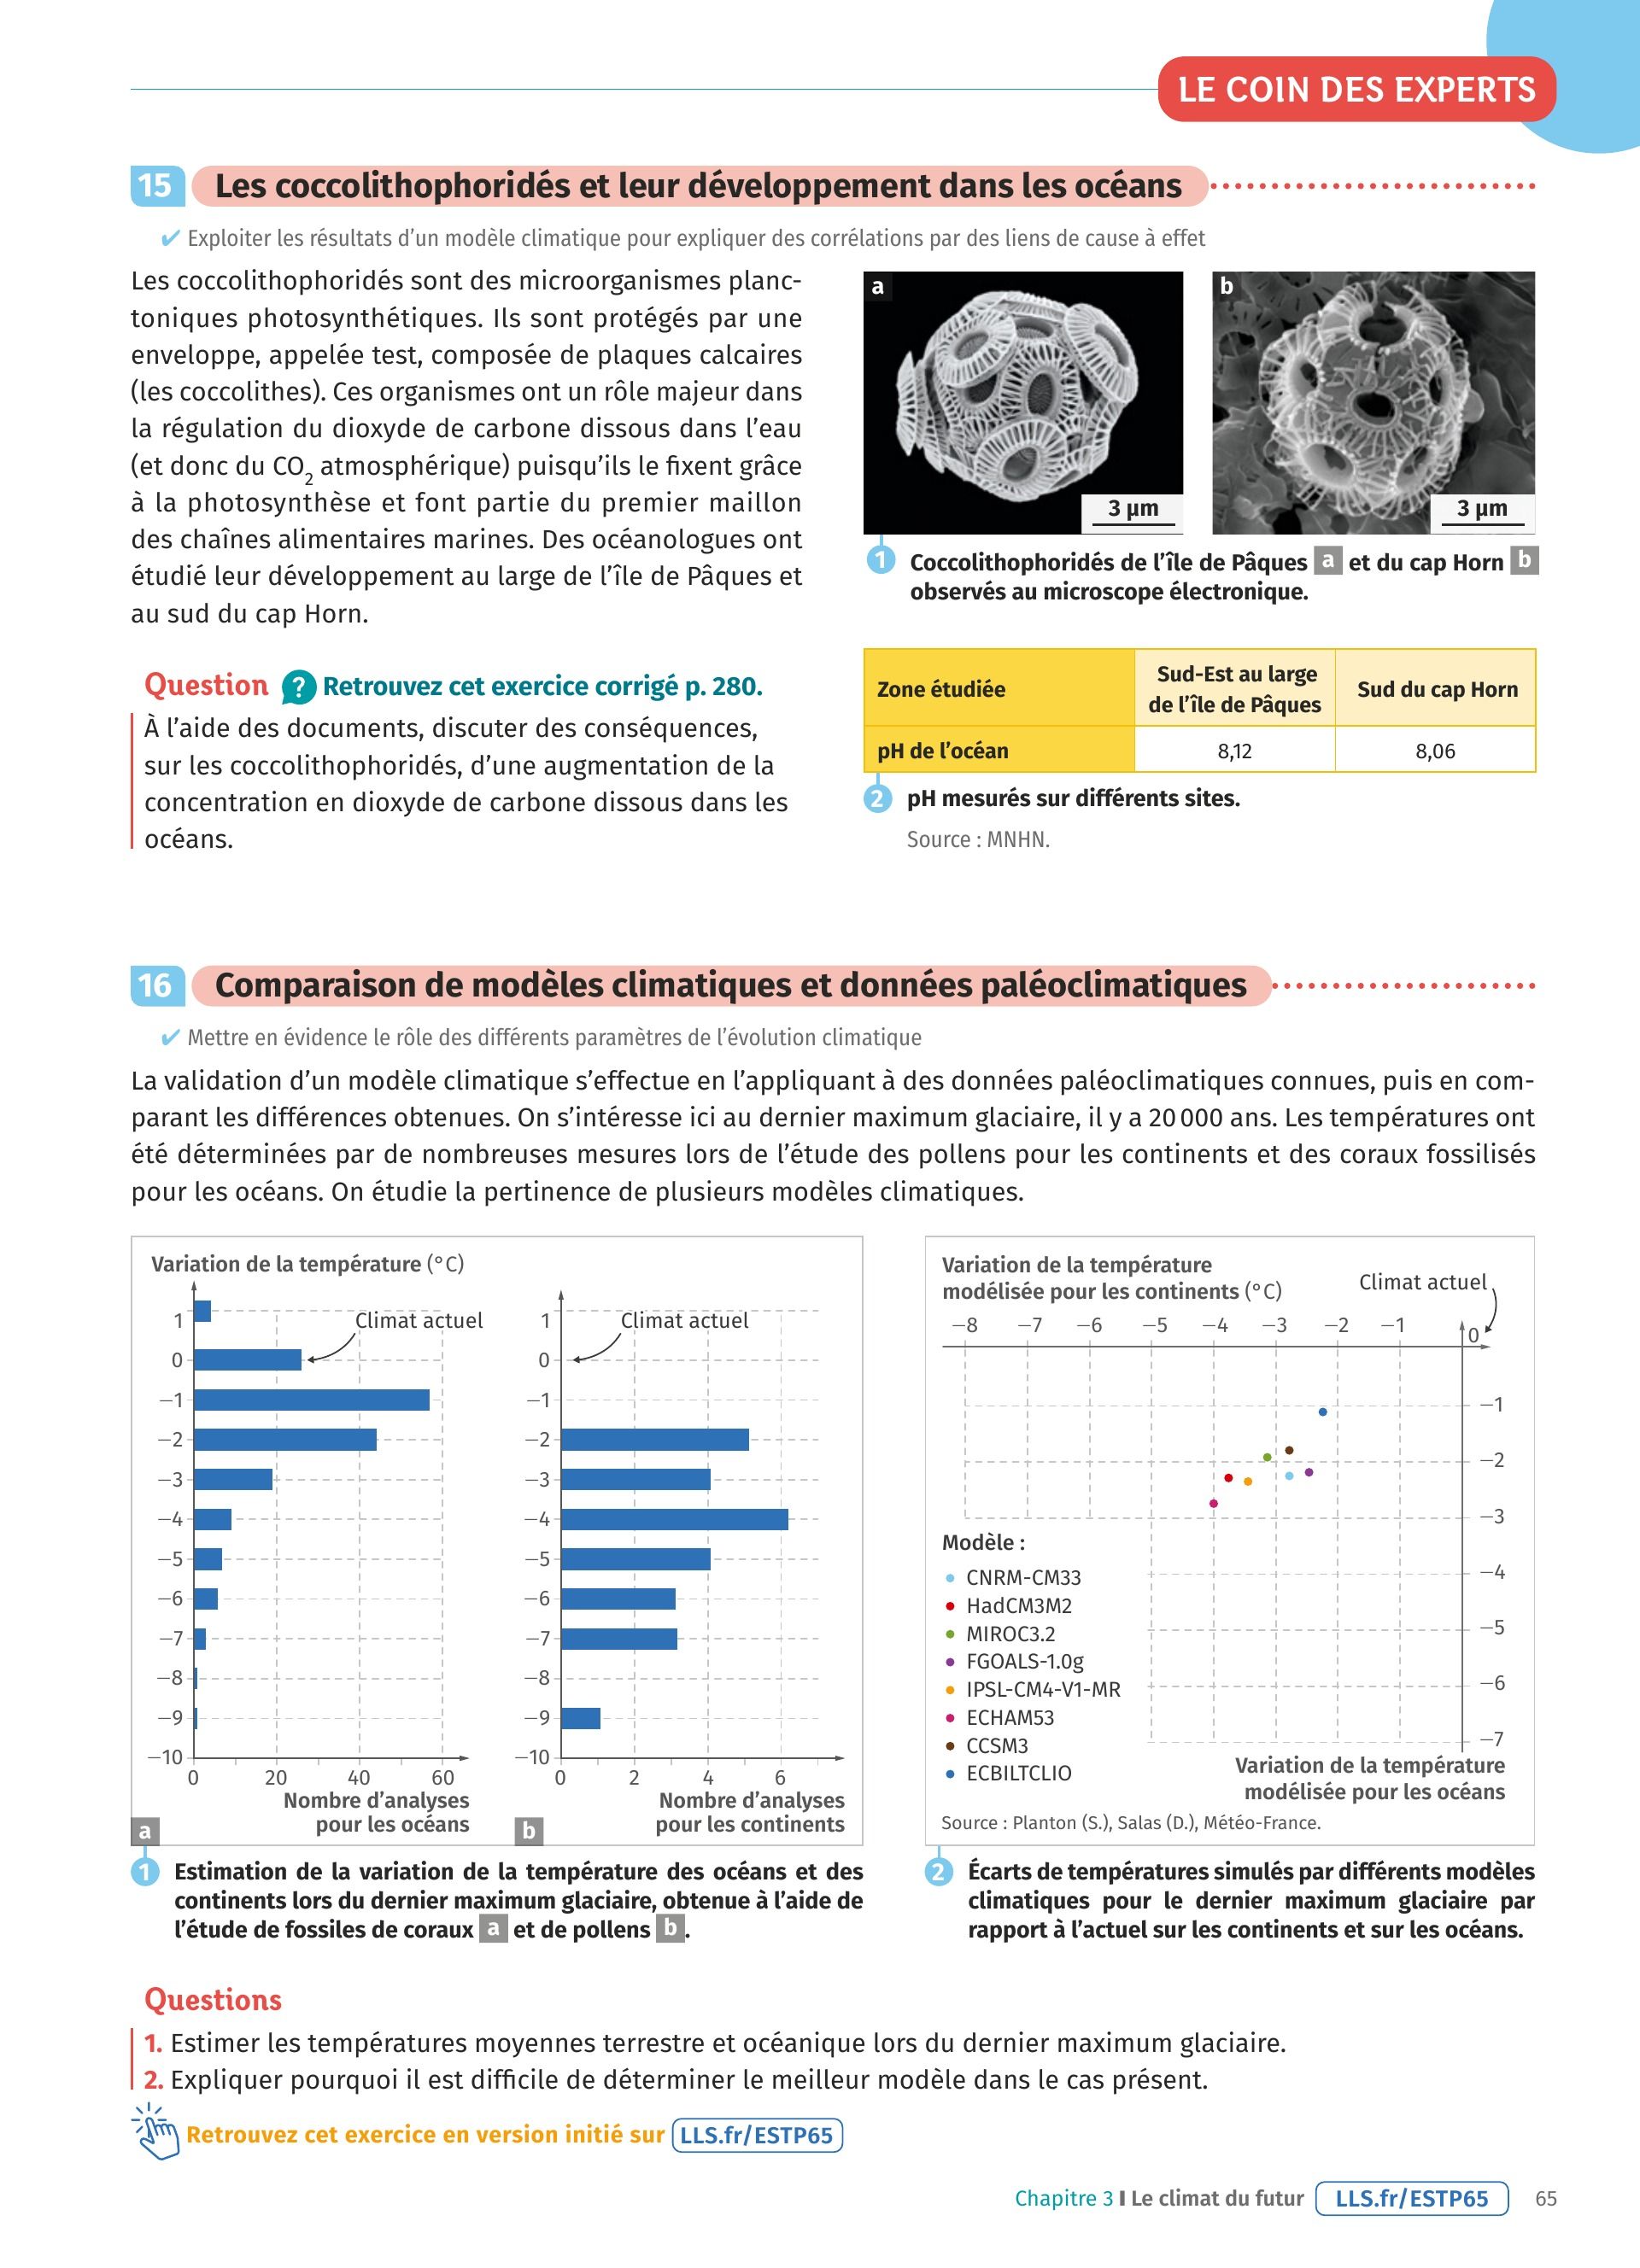 LE COIN DES EXPERTS
15 Les coccolithophoridés et leur développement dans les océans
✔ Exploiter les résultats d'un modèle climatique pour expliquer des corrélations par des liens de cause à effet
Les coccolithophoridés sont des microorganismes planc-
toniques photosynthétiques. Ils sont protégés par une
enveloppe, appelée test, composée de plaques calcaires
(les coccolithes). Ces organismes ont un rôle majeur dans
la régulation du dioxyde de carbone dissous dans l'eau
(et donc du CO₂ atmosphérique) puisqu'ils le fixent grâce
à la photosynthèse et font partie du premier maillon
des chaînes alimentaires marines. Des océanologues ont
étudié leur développement au large de l'île de Pâques et
au sud du cap Horn.
Question ? Retrouvez cet exercice corrigé p. 280.
À l'aide des documents, discuter des conséquences,
sur les coccolithophoridés, d'une augmentation de la
concentration en dioxyde de carbone dissous dans les
océans.
a
3 µm
b
3 µm
1 Coccolithophoridés de l'île de Pâques a et du cap Horn b
observés au microscope électronique.
Zone étudiée
Sud-Est au large
de l'île de Pâques
Sud du cap Horn
pH de l'océan 8,12 8,06
2 pH mesurés sur différents sites.
Source : MNHN.
16 Comparaison de modèles climatiques et données paléoclimatiques
✔ Mettre en évidence le rôle des différents paramètres de l'évolution climatique
La validation d'un modèle climatique s'effectue en l'appliquant à des données paléoclimatiques connues, puis en com-
parant les différences obtenues. On s'intéresse ici au dernier maximum glaciaire, il y a 20 000 ans. Les températures ont
été déterminées par de nombreuses mesures lors de l'étude des pollens pour les continents et des coraux fossilisés
pour les océans. On étudie la pertinence de plusieurs modèles climatiques.
Variation de la température (°C)
1
0
−1
−2
−3
−4
−5
−6
−7
−8
−9
−10
Climat actuel
0 20 40 60
Nombre d'analyses
pour les océans
a
1
0
−1
−2
−3
−4
−5
−6
−7
−8
−9
−10
Climat actuel
0 2 4 6
Nombre d'analyses
pour les continents
b
1 Estimation de la variation de la température des océans et des
continents lors du dernier maximum glaciaire, obtenue à l'aide de
l'étude de fossiles de coraux a et de pollens b.
Variation de la température
modélisée pour les continents (°C)
Climat actuel
−8 −7 −6 −5 −4 −3 −2 −1 0
−1
−2
−3
−4
−5
−6
−7
Modèle :
CNRM-CM33
HadCM3M2
MIROC3.2
FGOALS-1.0g
IPSL-CM4-V1-MR
ECHAM53
CCSM3
ECBILTCLIO
Variation de la température
modélisée pour les océans
Source : Planton (S.), Salas (D.), Météo-France.
2 Écarts de températures simulés par différents modèles
climatiques pour le dernier maximum glaciaire par
rapport à l'actuel sur les continents et sur les océans.
Questions
1. Estimer les températures moyennes terrestre et océanique lors du dernier maximum glaciaire.
2. Expliquer pourquoi il est difficile de déterminer le meilleur modèle dans le cas présent.
Retrouvez cet exercice en version initié sur LLS.fr/ESTP65
Chapitre 3 I Le climat du futur LLS.fr/ESTP65 65